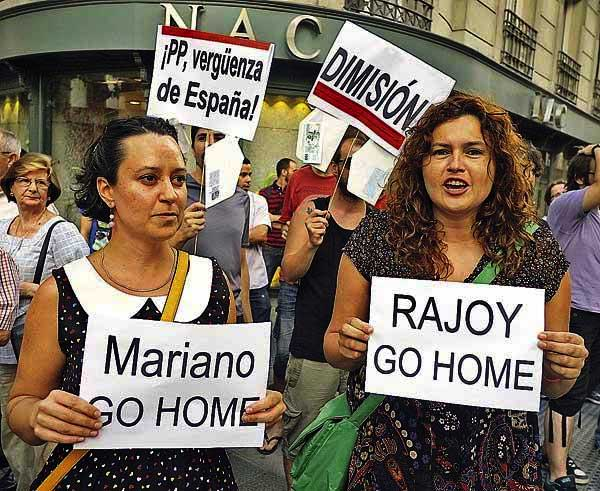 NAC
¡PP, vergüenza
de España!
DIMISIÓN
Mariano
GO HOME
RAJOY
GO HOME